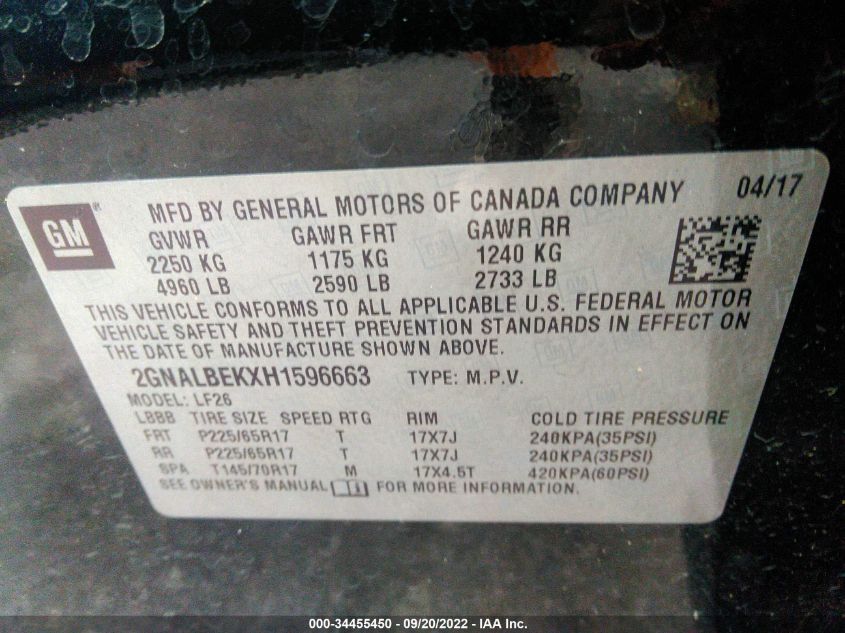 GM ®
MFD BY GENERAL MOTORS OF CANADA COMPANY 04/17
GVWR GAWR FRT GAWR RR
2250 KG 1175 KG 1240 KG
4960 LB 2590 LB 2733 LB
THIS VEHICLE CONFORMS TO ALL APPLICABLE U.S. FEDERAL MOTOR
VEHICLE SAFETY AND THEFT PREVENTION STANDARDS IN EFFECT ON
THE DATE OF MANUFACTURE SHOWN ABOVE.
2GNALBEKXH1596663 TYPE: M.P.V.
MODEL: LF26
LBBB TIRE SIZE SPEED RTG RIM COLD TIRE PRESSURE
FRT P225/65R17 T 17X7J 240KPA(35PSI)
RR P225/65R17 T 17X7J 240KPA(35PSI)
SPA T145/70R17 M 17X4.5T 420KPA(60PSI)
SEE OWNER'S MANUAL FOR MORE INFORMATION.
000-34455450 - 09/20/2022 - IAA Inc.